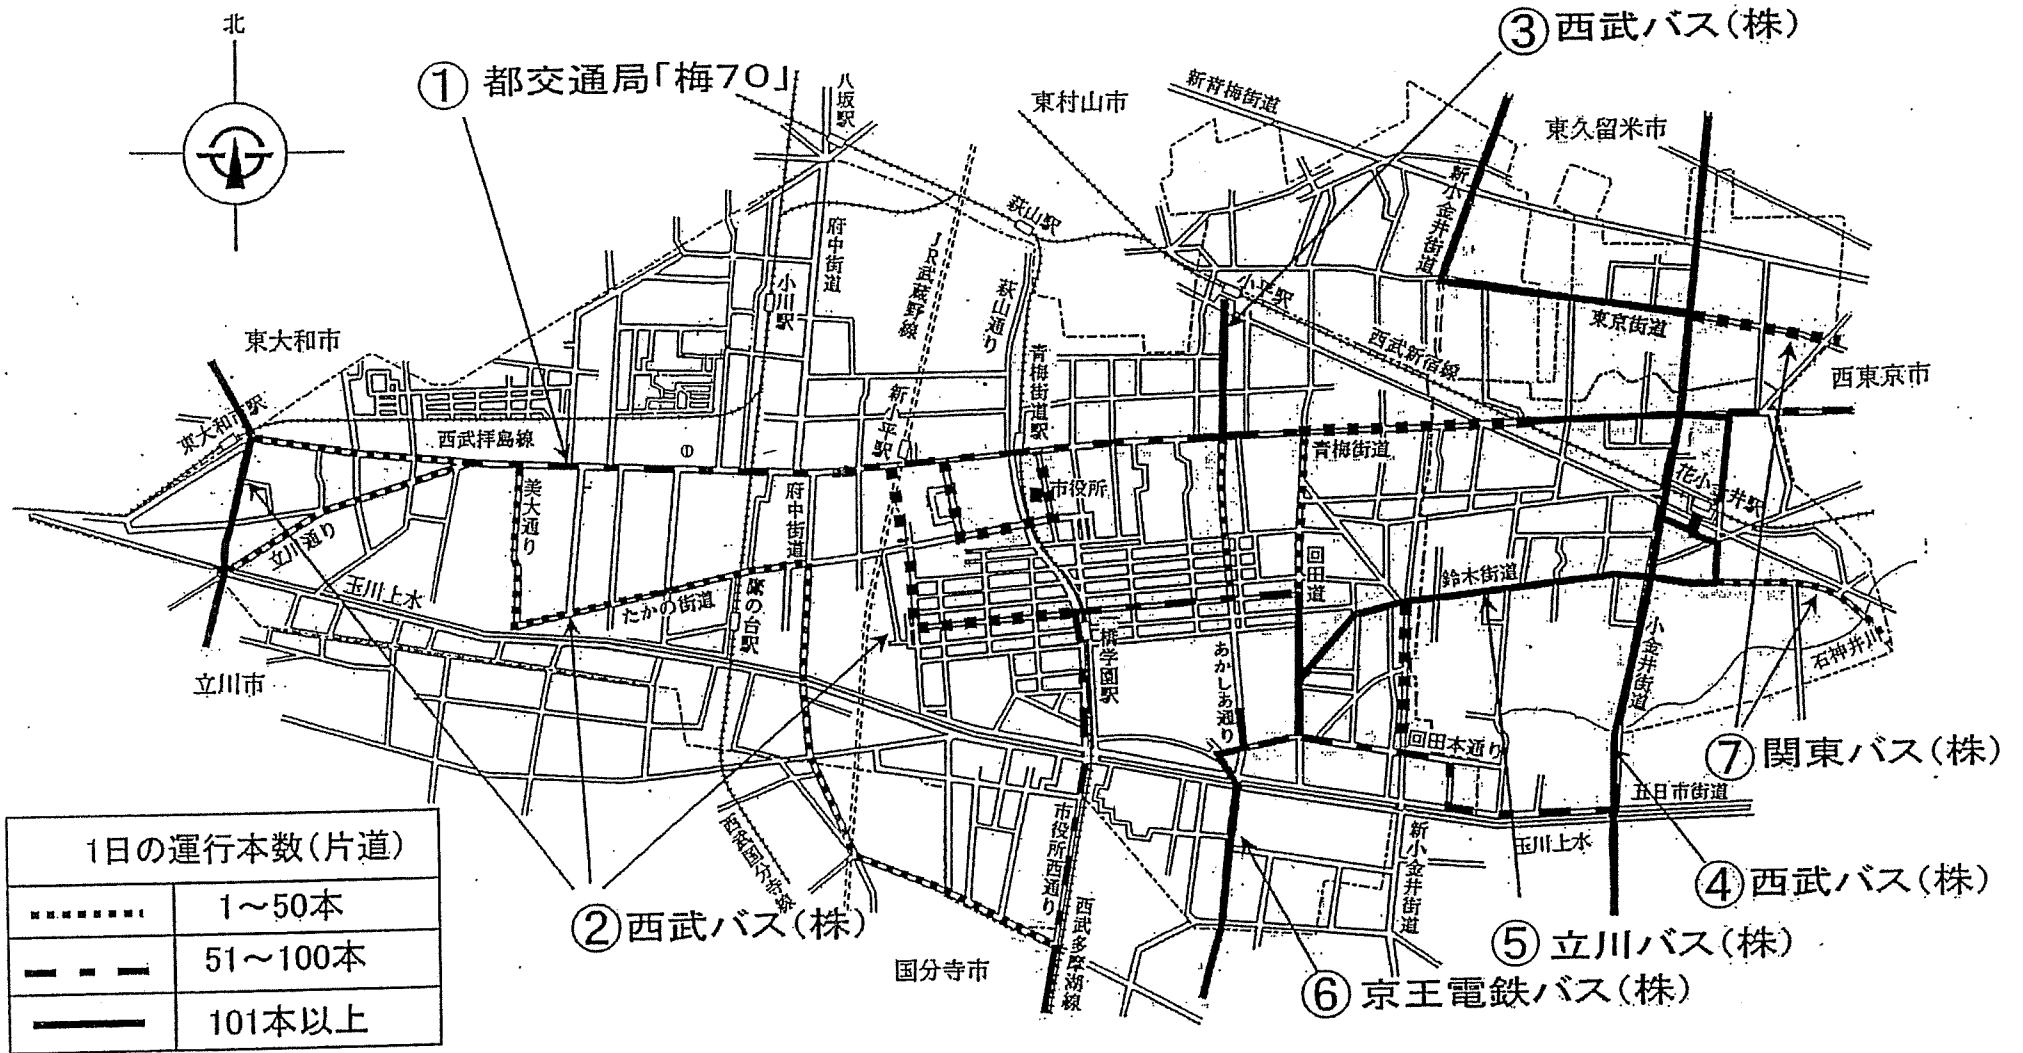 北
①都交通局「梅70」
③西武バス(株)
八坂駅
東村山市
新青梅街道
東久留米市
萩山駅
新小金井街道
府中街道
JR武蔵野線
萩山通り
小川駅
小平駅
東京街道
東大和市
西武新宿線
青梅街道駅
西東京市
新小平駅
東大和市駅
西武拝島線
青梅街道
美大通り
府中街道
市役所
花小金井駅
立川通り
回田道
鈴木街道
玉川上水
たかの街道
鷹の台駅
小金井街道
石神井川
あかしあ通り
立川市
回田本通り
⑦関東バス(株)
五日市街道
玉川上水
市役所西通り
新小金井街道
西武国分寺線
④西武バス(株)
②西武バス(株)
西武多摩湖線
⑤立川バス(株)
国分寺市
⑥京王電鉄バス(株)
1日の運行本数(片道)
1~50本
51~100本
101本以上